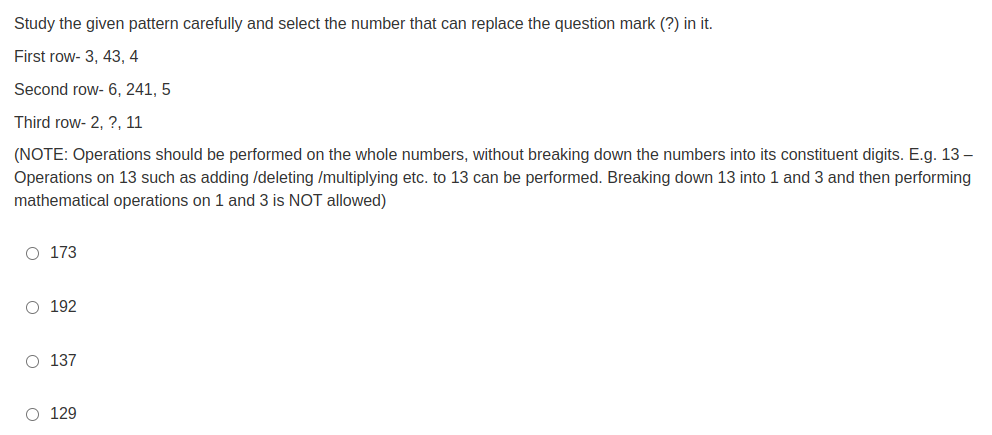 Study the given pattern carefully and select the number that can replace the question mark (?) in it.
First row- 3, 43, 4
Second row- 6, 241, 5
Third row- 2, ?, 11
(NOTE: Operations should be performed on the whole numbers, without breaking down the numbers into its constituent digits. E.g. 13 –
Operations on 13 such as adding /deleting /multiplying etc. to 13 can be performed. Breaking down 13 into 1 and 3 and then performing
mathematical operations on 1 and 3 is NOT allowed)
173
192
137
129